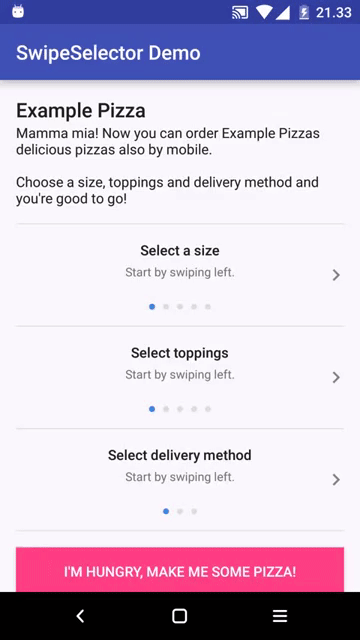 21.33
SwipeSelector Demo
Example Pizza
Mamma mia! Now you can order Example Pizzas
delicious pizzas also by mobile.
Choose a size, toppings and delivery method and
you're good to go!
Select a size
Start by swiping left.
Select toppings
Start by swiping left.
Select delivery method
Start by swiping left.
I'M HUNGRY, MAKE ME SOME PIZZA!